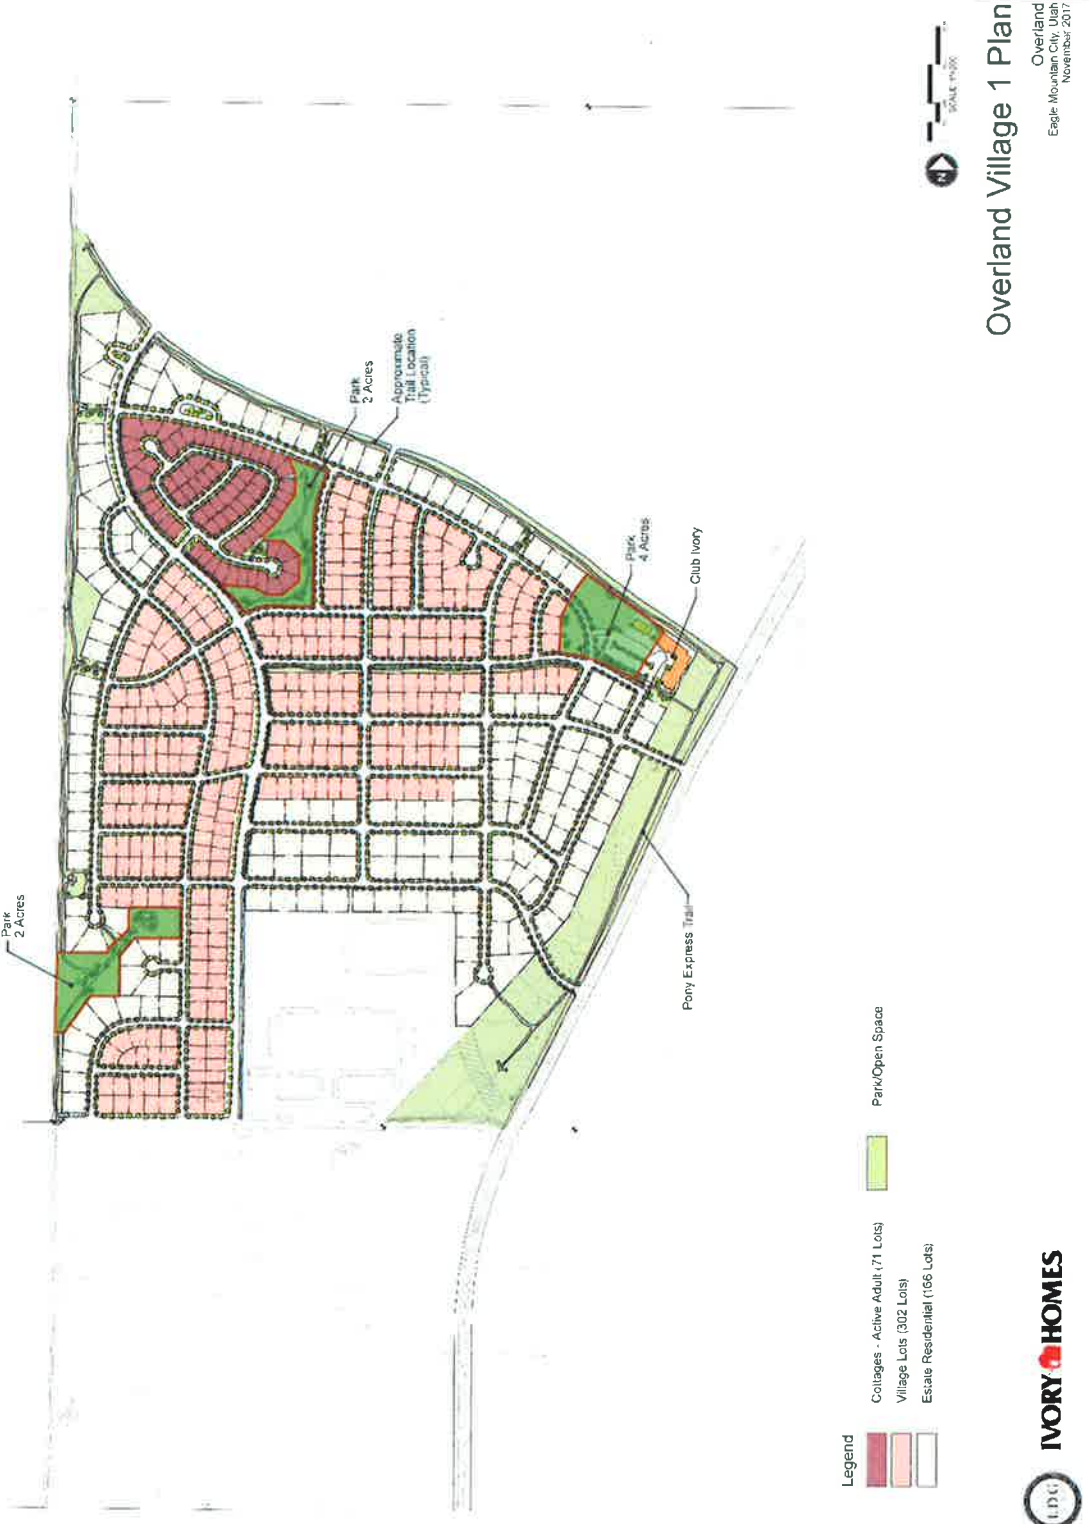 Park
2 Acres
Park
2 Acres
Approximate
Trail Location
(Typical)
Park
4 Acres
Club Ivory
Pony Express Trail
Legend
Cottages - Active Adult (71 Lots)
Village Lots (302 Lots)
Estate Residential (166 Lots)
Park/Open Space
N
Overland Village 1 Plan
Overland
Eagle Mountain City, Utah
November 2017
LDG
IVORY HOMES